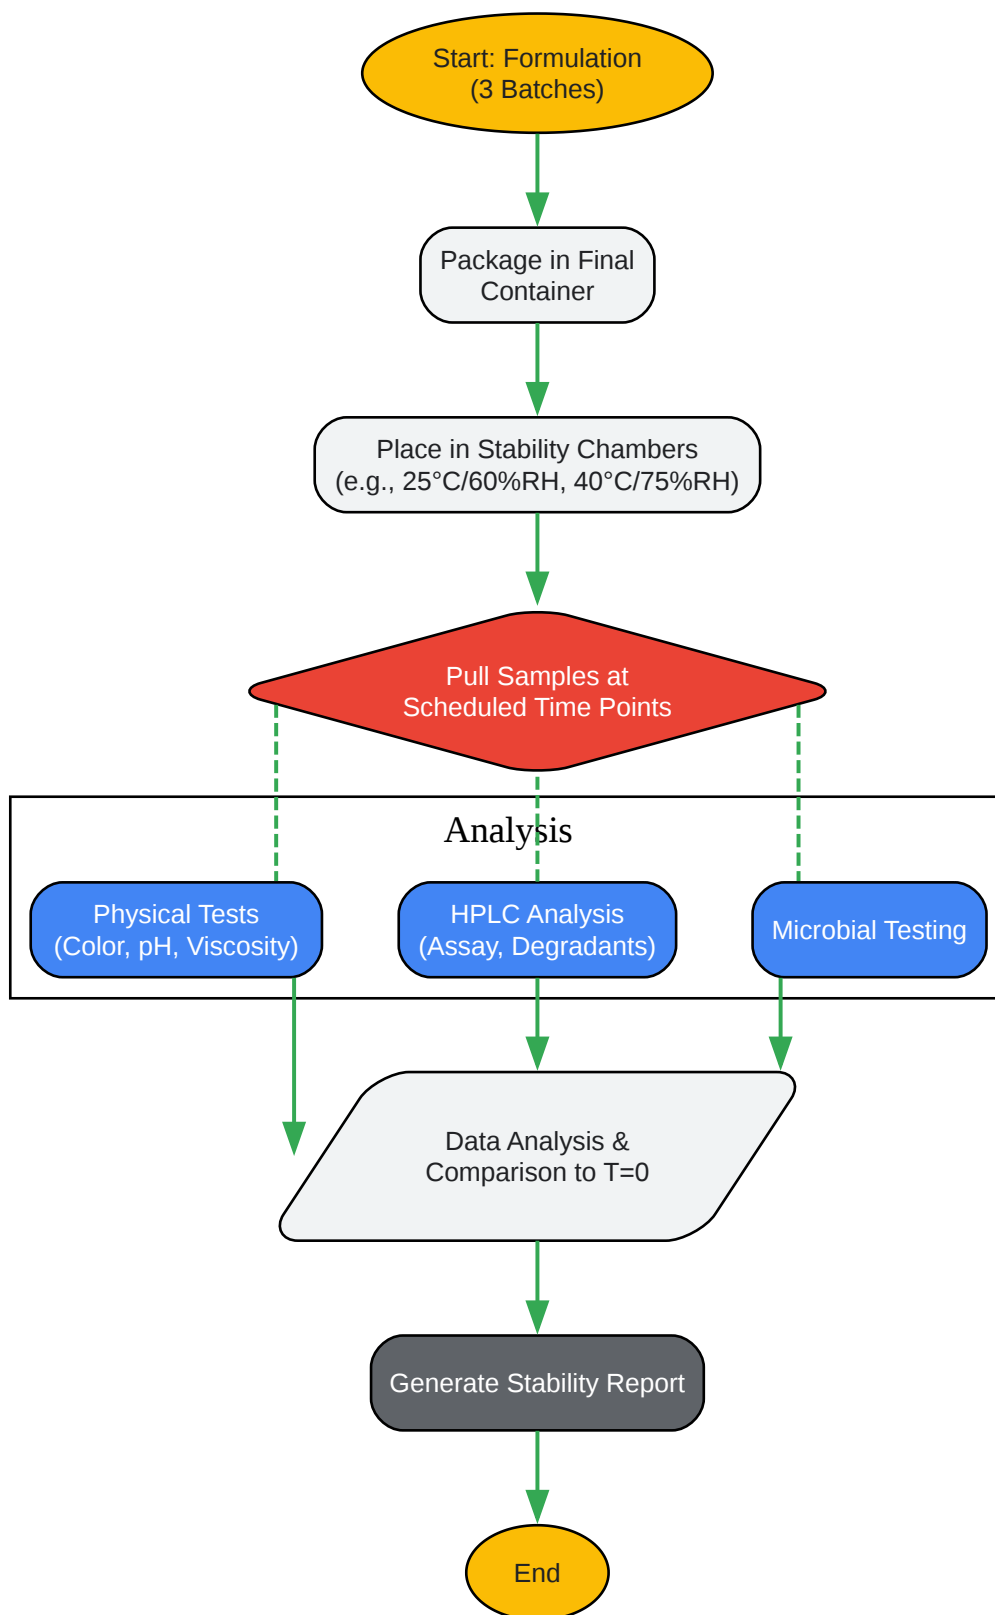 Start: Formulation
(3 Batches)
Package in Final
Container
Place in Stability Chambers
(e.g., 25°C/60%RH, 40°C/75%RH)
Pull Samples at
Scheduled Time Points
Analysis
Physical Tests
(Color, pH, Viscosity)
HPLC Analysis
(Assay, Degradants)
Microbial Testing
Data Analysis &
Comparison to T=0
Generate Stability Report
End